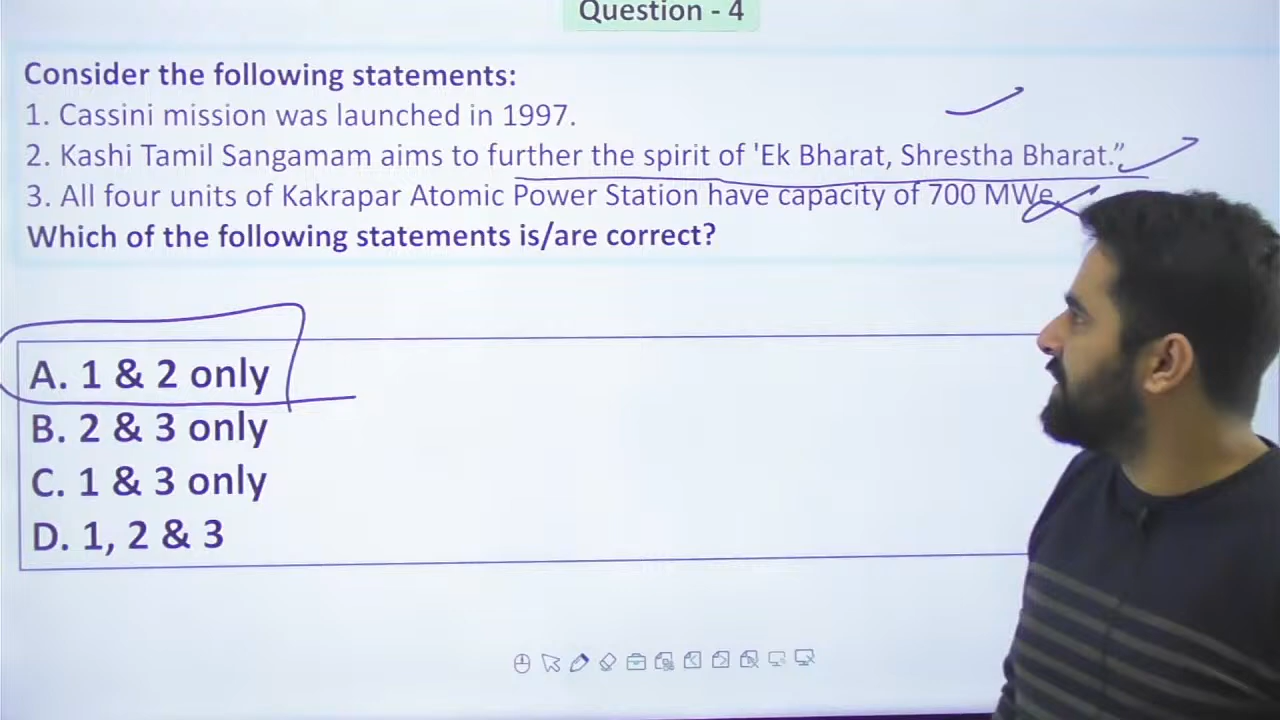 Question - 4
Consider the following statements:
1. Cassini mission was launched in 1997.
2. Kashi Tamil Sangamam aims to further the spirit of 'Ek Bharat, Shrestha Bharat.”
3. All four units of Kakrapar Atomic Power Station have capacity of 700 MWe.
Which of the following statements is/are correct?
A. 1 & 2 only
B. 2 & 3 only
C. 1 & 3 only
D. 1, 2 & 3